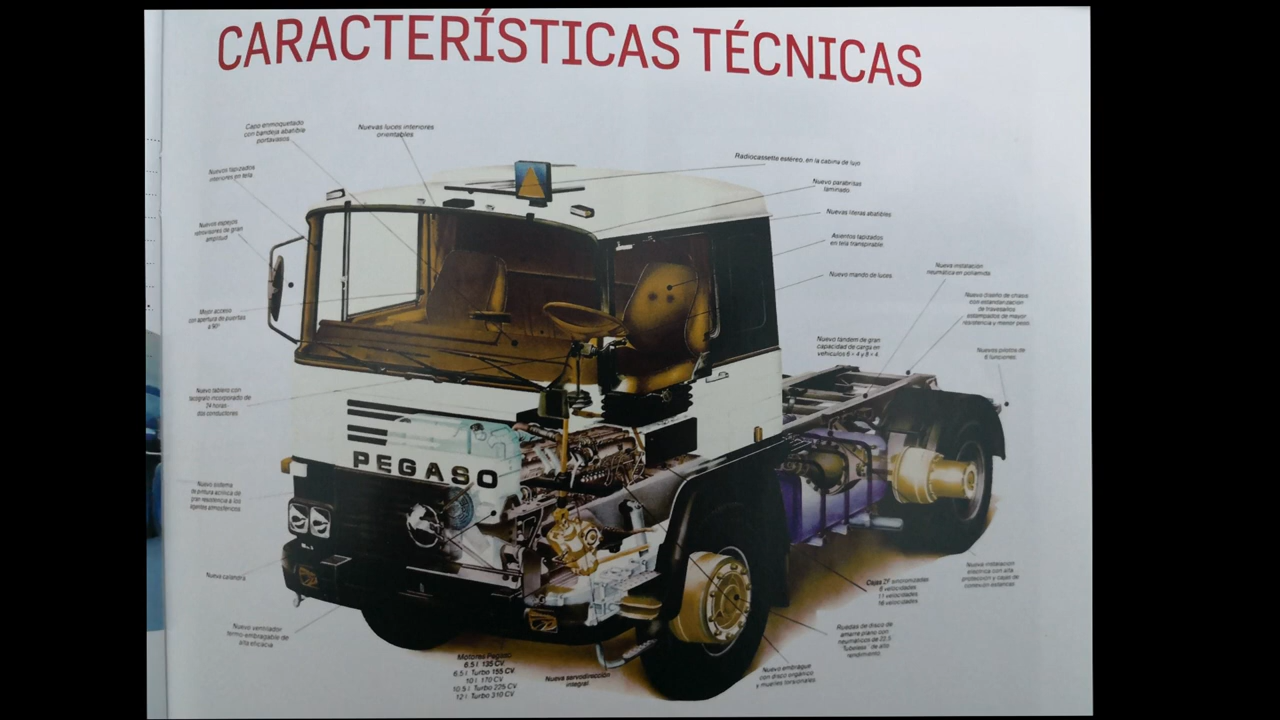 CARACTERÍSTICAS TÉCNICAS
Capó enmoquetado
con bandeja abatible
portavasos
Nuevas luces interiores
orientables
Radiocassette estéreo, en la cabina de lujo
Nuevos tapizados
interiores en tela
Nuevo parabrisas
laminado
Nuevas literas abatibles
Nuevos espejos
retrovisores de gran
amplitud
Asientos tapizados
en tela transpirable
Nuevo mando de luces
Nueva instalación
neumática en poliamida
Nuevo diseño de chasis
con estandarización
de travesaños
estampados de mayor
resistencia y menor peso
Mejor acceso
con apertura de puertas
a 90°
Nuevo tandem de gran
capacidad de carga en
vehículos 6 × 4 y 8 × 4
Nuevos pilotos de
6 funciones
Nuevo tablero con
tacógrafo incorporado de
24 horas
dos conductores
PEGASO
Nuevo sistema
de pintura acrílica de
gran resistencia a los
agentes atmosféricos
Nueva calandra
Nueva instalación
eléctrica con alta
protección y cajas de
conexión estancas
Cajas ZF sincronizadas
8 velocidades
11 velocidades
16 velocidades
Nuevo ventilador
termo-embragable de
alta eficacia
Ruedas de disco de
amarre plano con
neumáticos de 22,5
"Tubeless" de alto
rendimiento
Motores Pegaso
6,5 l 135 CV
6,5 l Turbo 155 CV
10 l 170 CV
10,5 l Turbo 225 CV
12 l Turbo 310 CV
Nueva servodirección
integral
Nuevo embrague
con disco orgánico
y muelles torsionales